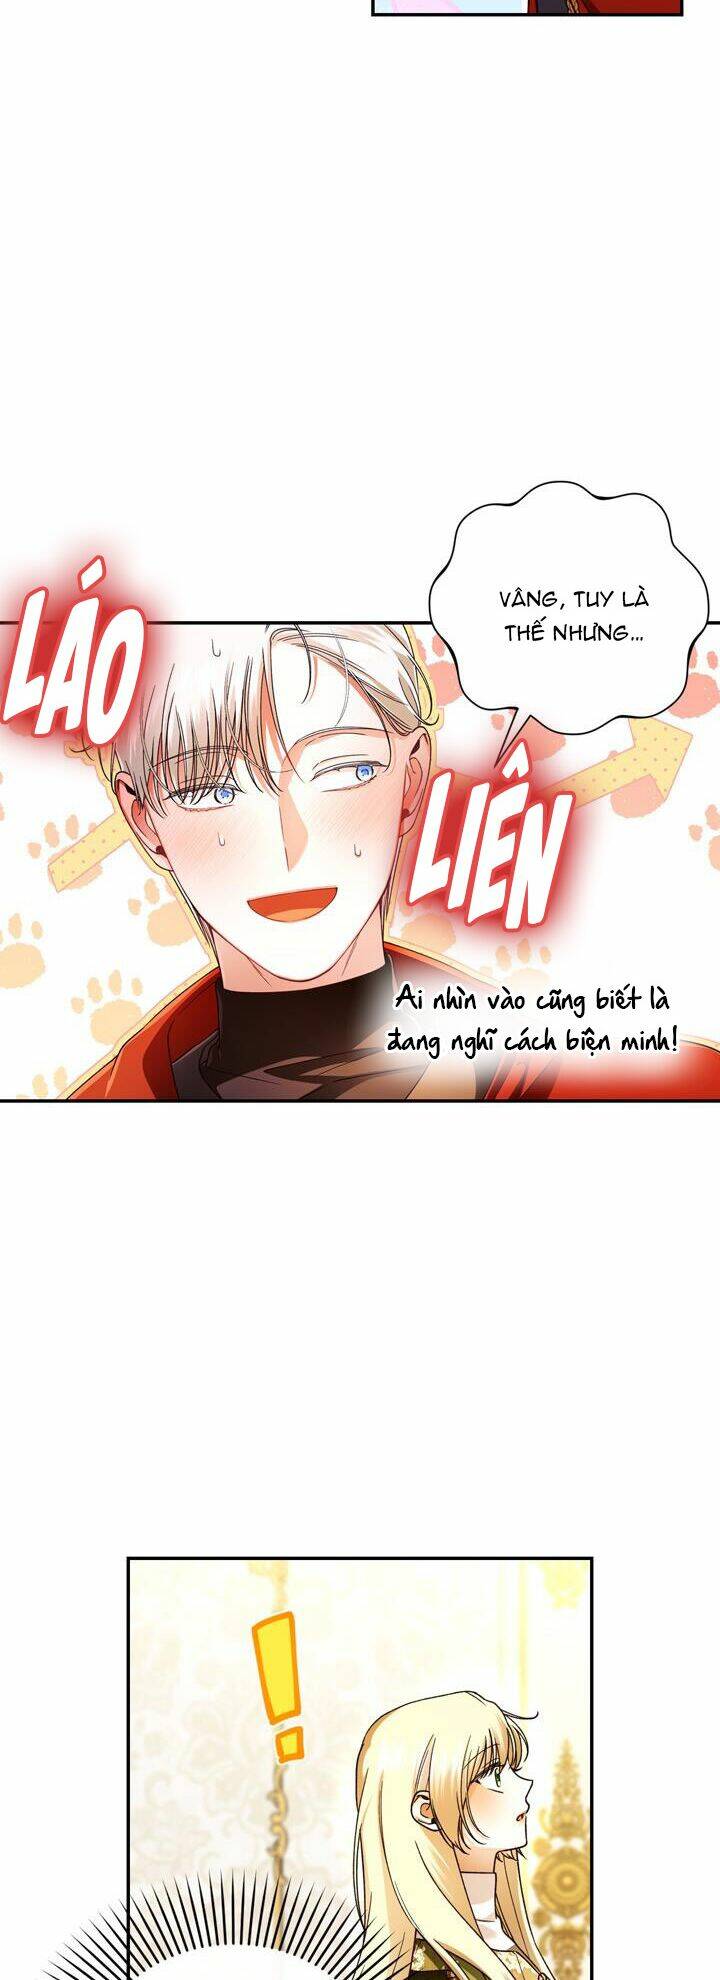 VÂNG, TUY LÀ
THẾ NHƯNG...
LÁO
LIÊN
Ai nhìn vào cũng biết là
đang nghĩ cách biện minh!
!